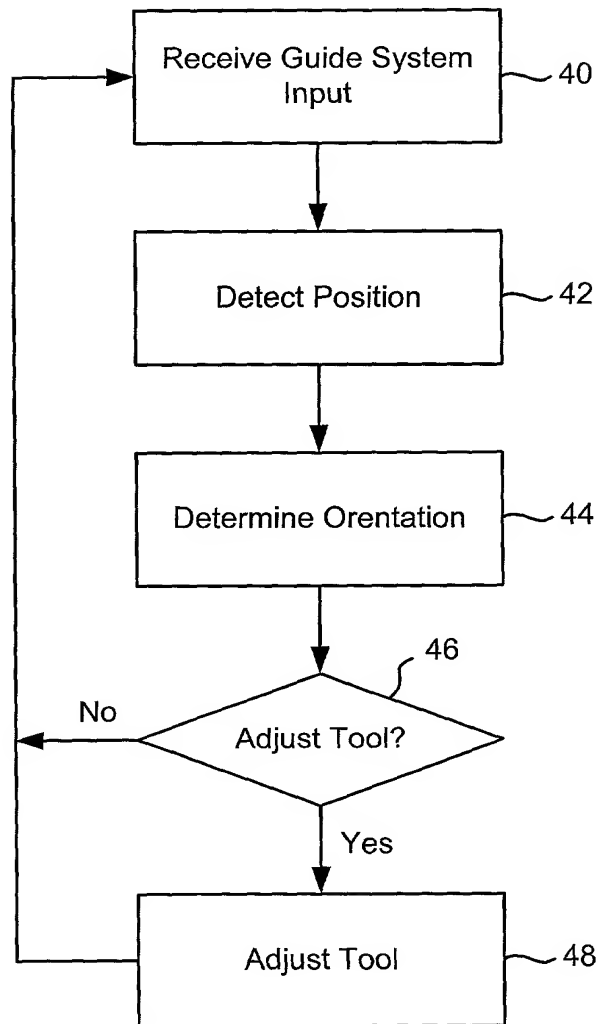 Receive Guide System
Input
40
Detect Position
42
Determine Orentation
44
46
No
Adjust Tool?
Yes
Adjust Tool
48